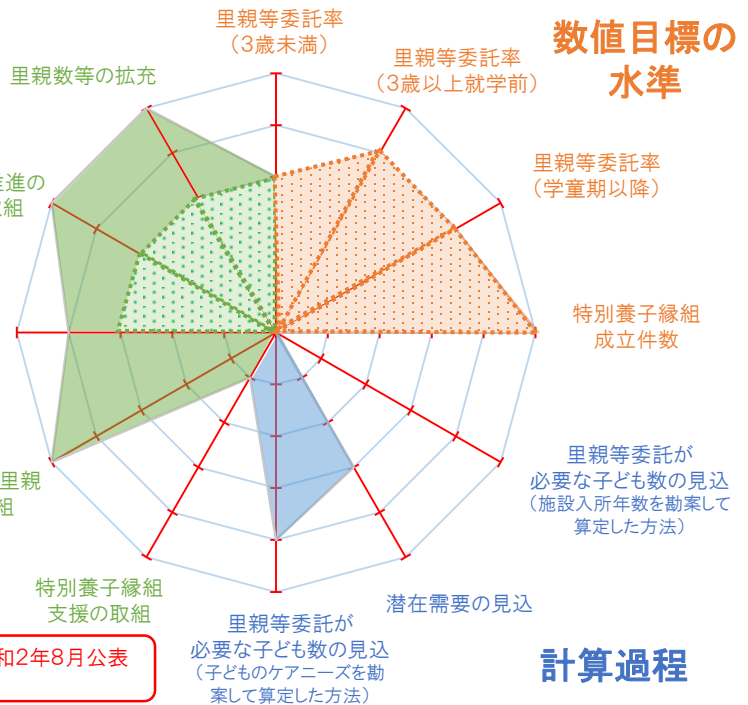 里親等委託率
（3歳未満）
数値目標の
水準
里親等委託率
（3歳以上就学前）
里親数等の拡充
里親等委託率
（学童期以降）
進の
組
特別養子縁組
成立件数
里親等委託が
必要な子ども数の見込
（施設入所年数を勘案して
算定した方法）
里親
組
潜在需要の見込
特別養子縁組
支援の取組
里親等委託が
必要な子ども数の見込
（子どものケアニーズを勘
案して算定した方法）
和2年8月公表
計算過程